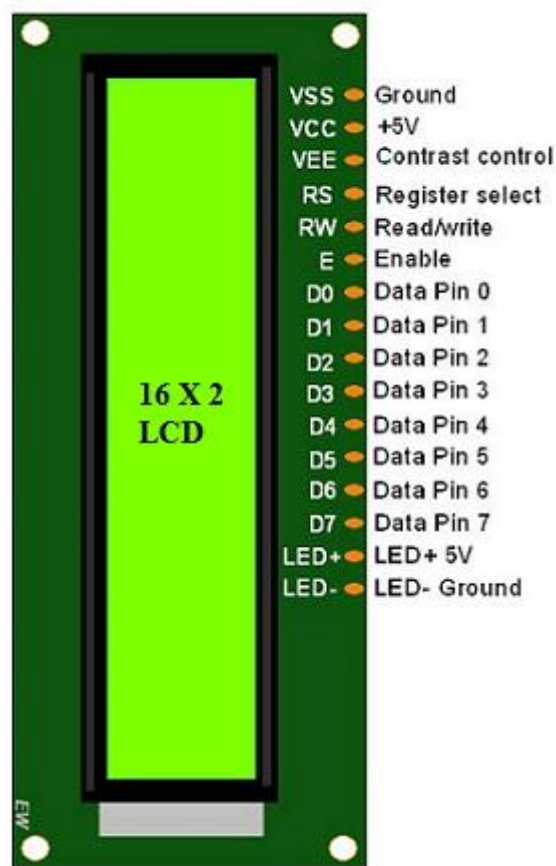 VSS Ground
VCC +5V
VEE Contrast control
RS Register select
RW Read/write
E Enable
D0 Data Pin 0
D1 Data Pin 1
D2 Data Pin 2
D3 Data Pin 3
16 X 2
LCD
D4 Data Pin 4
D5 Data Pin 5
D6 Data Pin 6
D7 Data Pin 7
LED+ LED+ 5V
LED- LED- Ground
EW